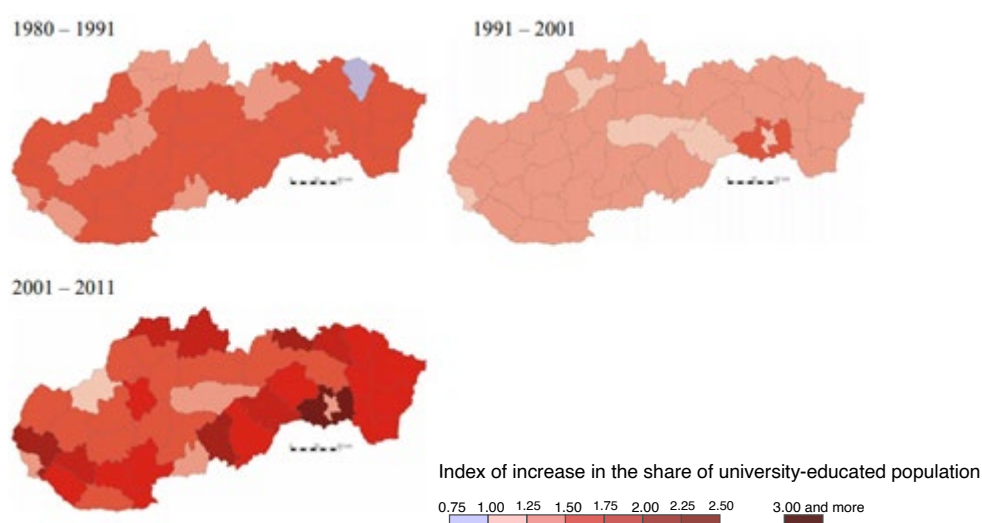 1980 – 1991
1991 – 2001
2001 – 2011
Index of increase in the share of university-educated population
0.75 1.00 1.25 1.50 1.75 2.00 2.25 2.50 3.00 and more